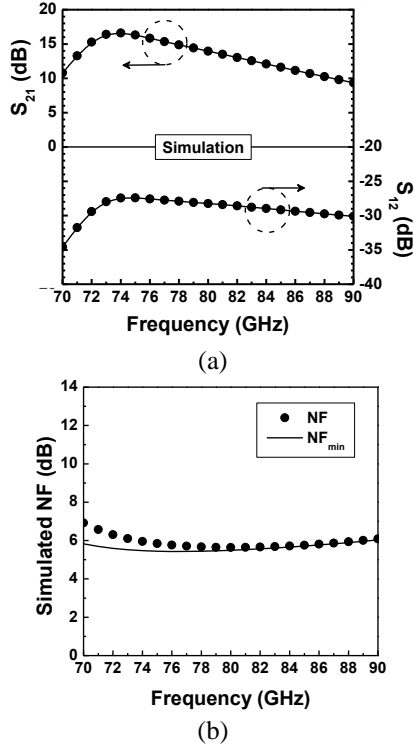 20
15
10
5
0
S21 (dB)
Simulation
-20
-25
-30
-35
-40
S12 (dB)
70 72 74 76 78 80 82 84 86 88 90
Frequency (GHz)
(a)
14
12
10
8
6
4
2
0
Simulated NF (dB)
NF
NFmin
70 72 74 76 78 80 82 84 86 88 90
Frequency (GHz)
(b)